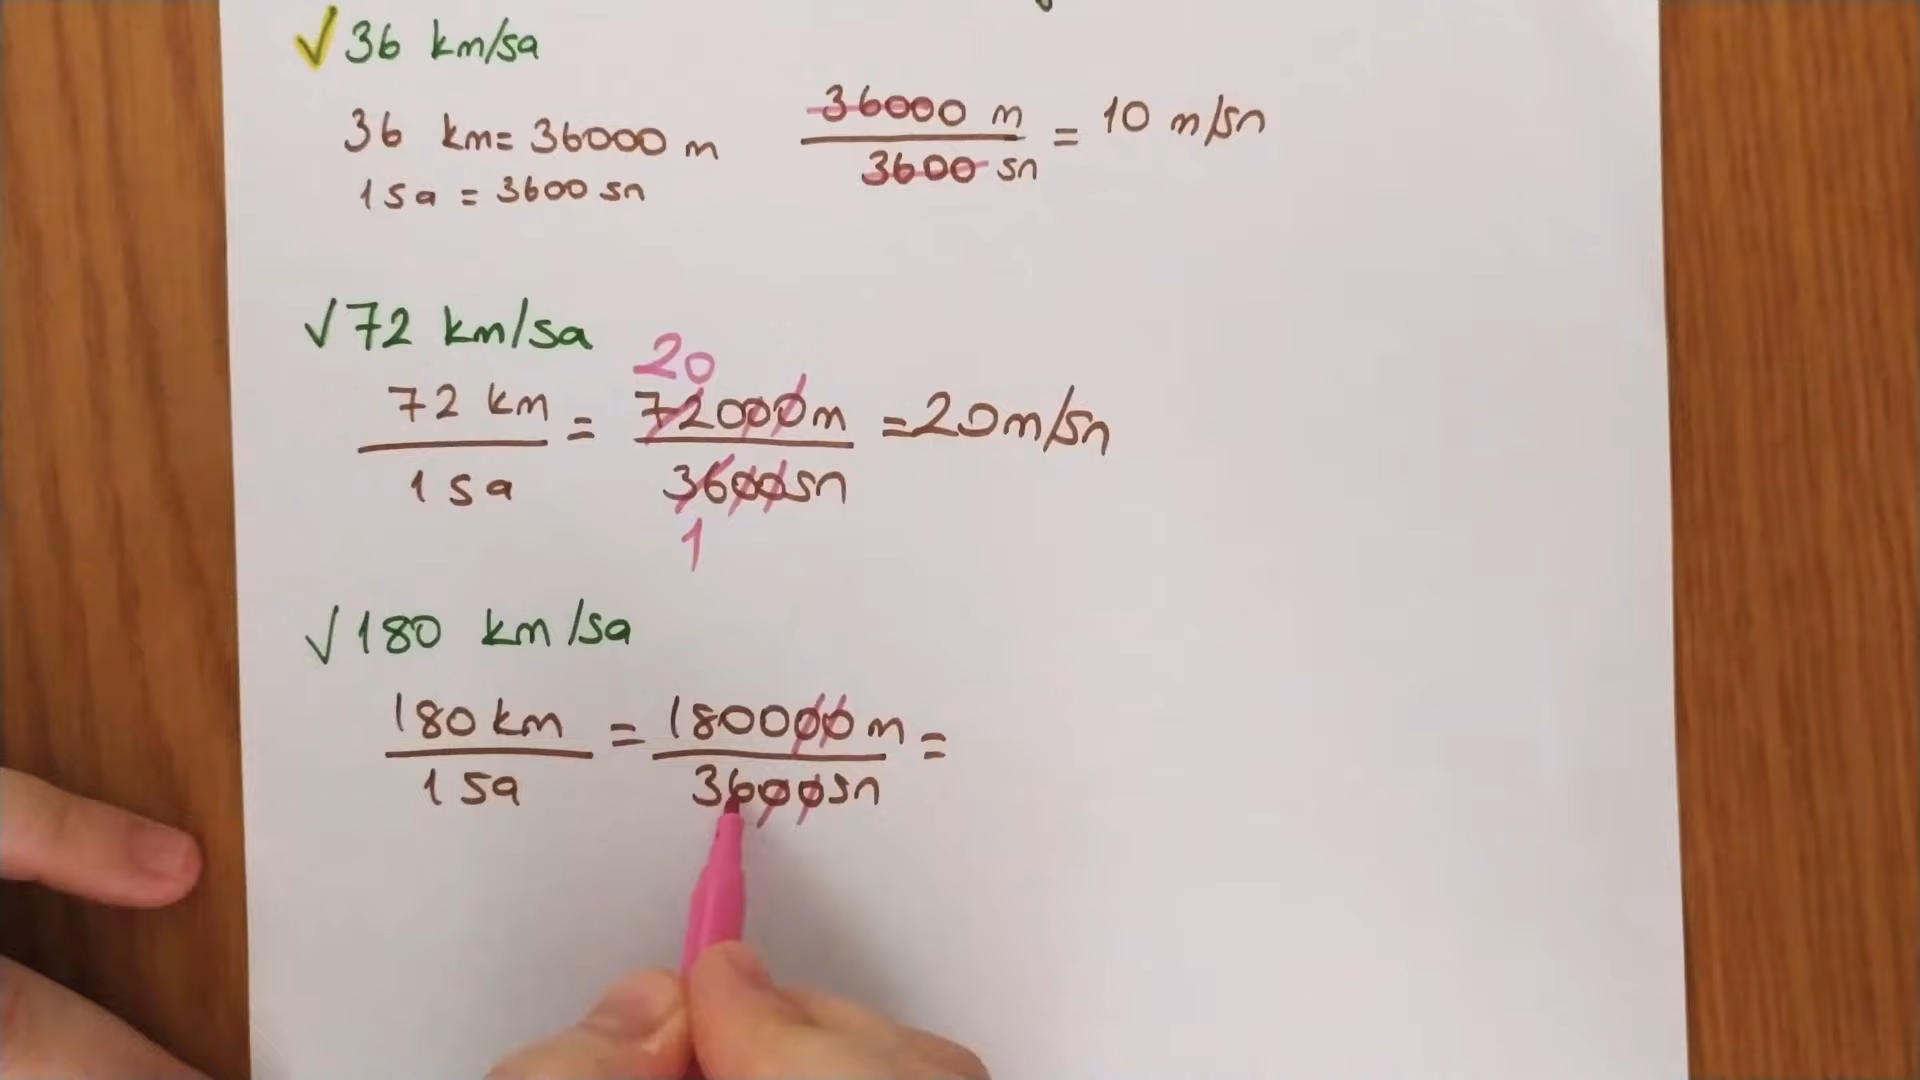 √ 36 km/sa
36 km = 36000 m
36000 m / 3600 sn = 10 m/sn
1 sa = 3600 sn
√ 72 km/sa
20
72 km / 1 sa = 72000 m / 3600 sn = 20 m/sn
1
√ 180 km/sa
180 km / 1 sa = 180000 m / 3600 sn =